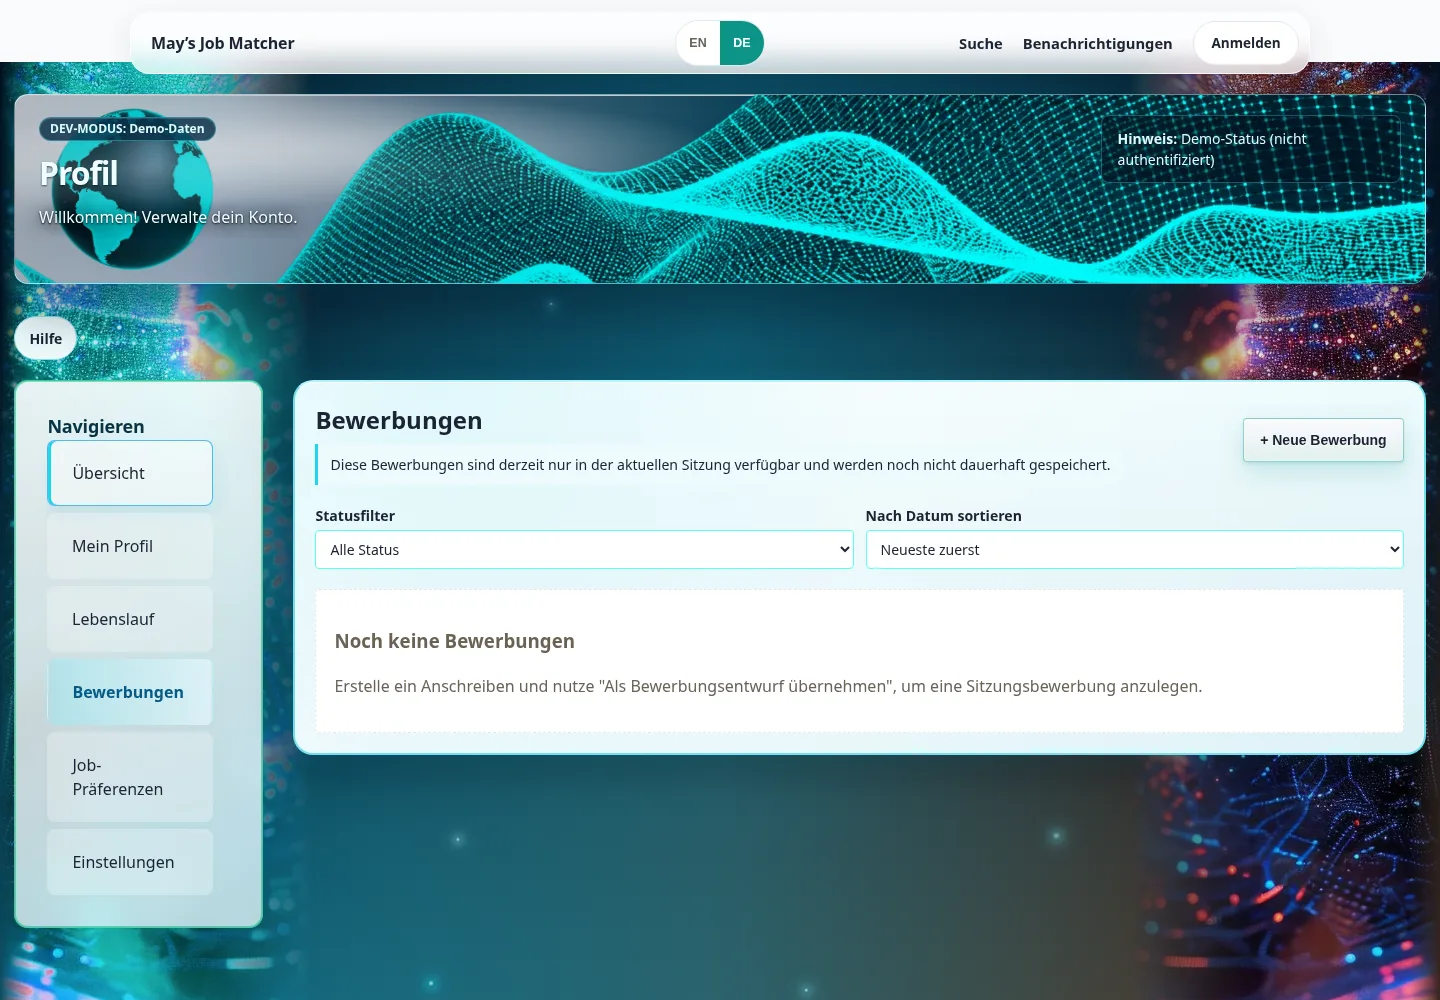 May’s Job Matcher
EN DE
Suche Benachrichtigungen Anmelden
DEV-MODUS: Demo-Daten
Profil
Willkommen! Verwalte dein Konto.
Hinweis: Demo-Status (nicht
authentifiziert)
Hilfe
Navigieren
Übersicht
Mein Profil
Lebenslauf
Bewerbungen
Job-
Präferenzen
Einstellungen
Bewerbungen
+ Neue Bewerbung
Diese Bewerbungen sind derzeit nur in der aktuellen Sitzung verfügbar und werden noch nicht dauerhaft gespeichert.
Statusfilter
Alle Status
Nach Datum sortieren
Neueste zuerst
Noch keine Bewerbungen
Erstelle ein Anschreiben und nutze "Als Bewerbungsentwurf übernehmen", um eine Sitzungsbewerbung anzulegen.